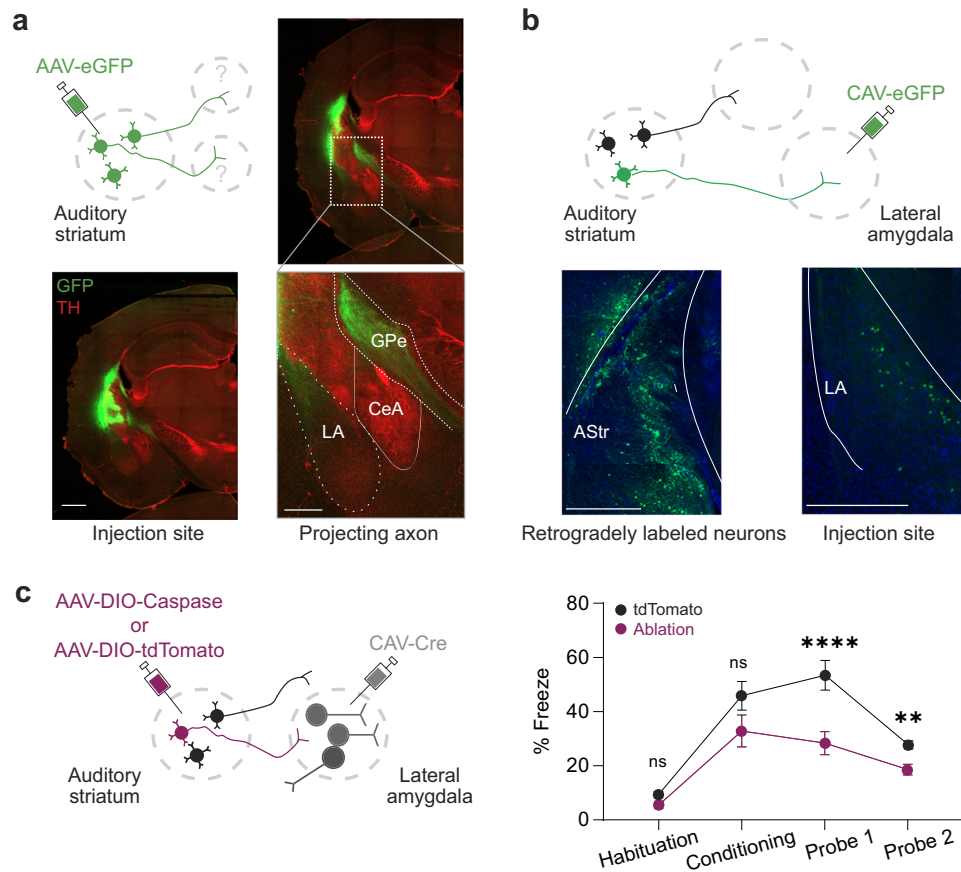 a
AAV-eGFP
?
?
Auditory
striatum
GFP
TH
Injection site
GPe
CeA
LA
Projecting axon
b
CAV-eGFP
Auditory
striatum
Lateral
amygdala
AStr
Retrogradely labeled neurons
LA
Injection site
c
AAV-DIO-Caspase
or
AAV-DIO-tdTomato
CAV-Cre
Auditory
striatum
Lateral
amygdala
% Freeze
80
60
40
20
0
tdTomato
Ablation
ns
ns
****
**
Habituation
Conditioning
Probe 1
Probe 2